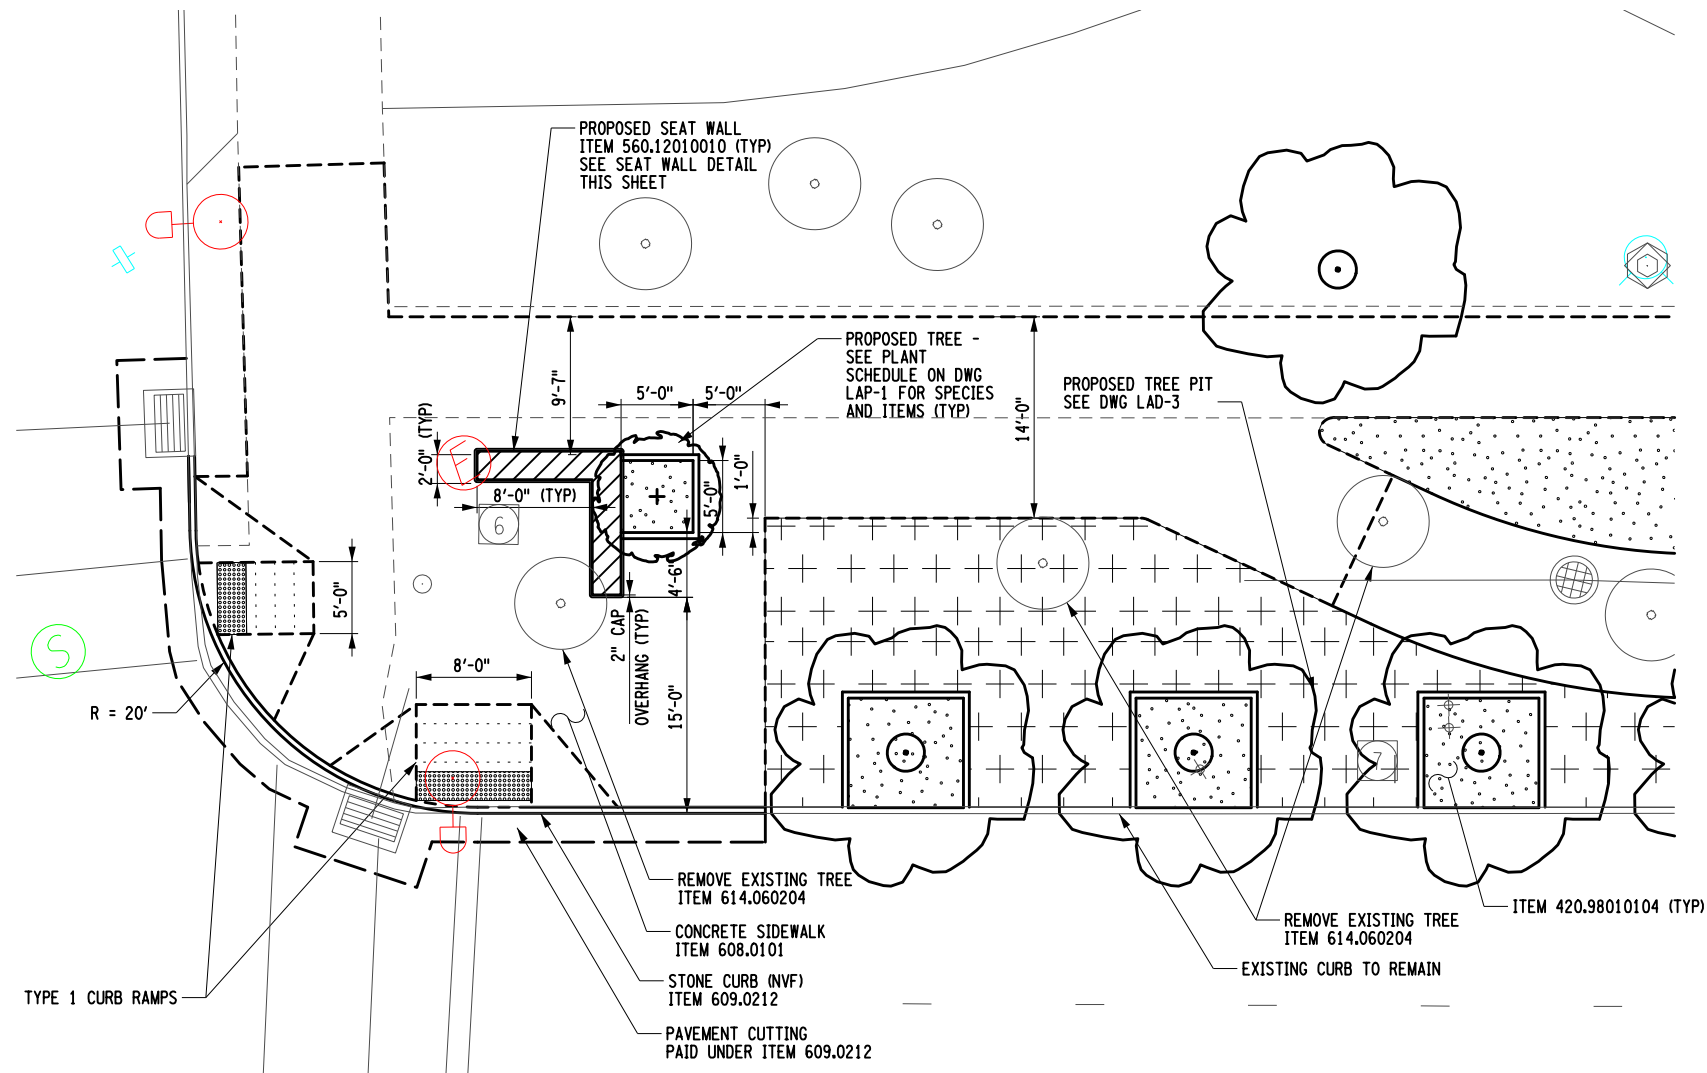 PROPOSED SEAT WALL
ITEM 560.12010010 (TYP)
SEE SEAT WALL DETAIL
THIS SHEET
PROPOSED TREE -
SEE PLANT
SCHEDULE ON DWG
LAP-1 FOR SPECIES
AND ITEMS (TYP)
PROPOSED TREE PIT
SEE DWG LAD-3
9'-7"
5'-0"
5'-0"
14'-0"
2'-0" (TYP)
E
8'-0" (TYP)
6
5'-0"
1'-0"
4'-6"
2" CAP
OVERHANG (TYP)
15'-0"
5'-0"
S
8'-0"
R = 20'
7
REMOVE EXISTING TREE
ITEM 614.060204
CONCRETE SIDEWALK
ITEM 608.0101
STONE CURB (NVF)
ITEM 609.0212
PAVEMENT CUTTING
PAID UNDER ITEM 609.0212
TYPE 1 CURB RAMPS
ITEM 420.98010104 (TYP)
REMOVE EXISTING TREE
ITEM 614.060204
EXISTING CURB TO REMAIN